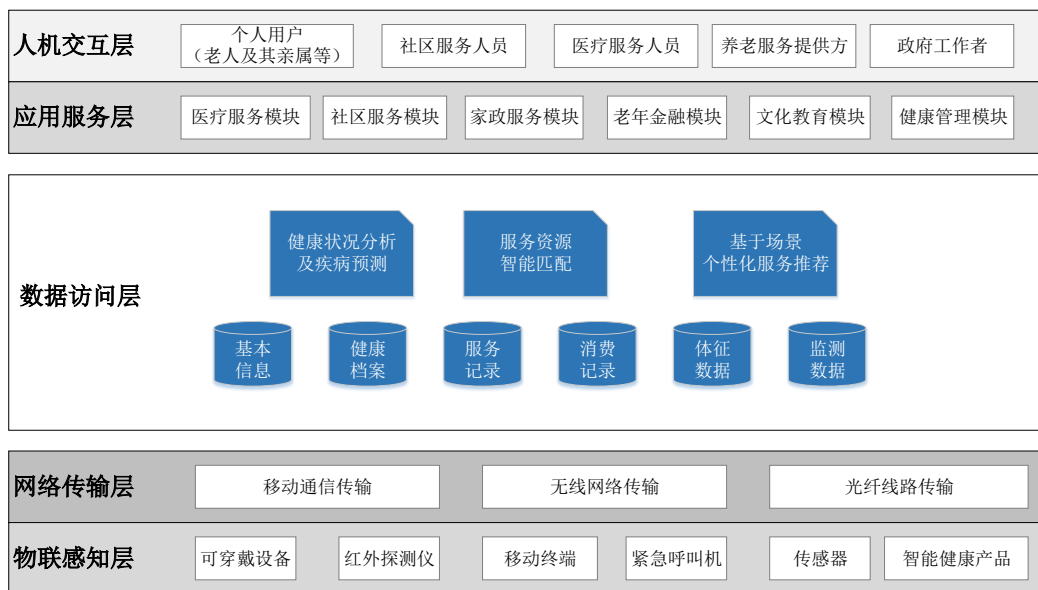 人机交互层
个人用户
（老人及其亲属等）
社区服务人员
医疗服务人员
养老服务提供方
政府工作者
应用服务层
医疗服务模块
社区服务模块
家政服务模块
老年金融模块
文化教育模块
健康管理模块
数据访问层
健康状况分析
及疾病预测
服务资源
智能匹配
基于场景
个性化服务推荐
基本
信息
健康
档案
服务
记录
消费
记录
体征
数据
监测
数据
网络传输层
移动通信传输
无线网络传输
光纤线路传输
物联感知层
可穿戴设备
红外探测仪
移动终端
紧急呼叫机
传感器
智能健康产品